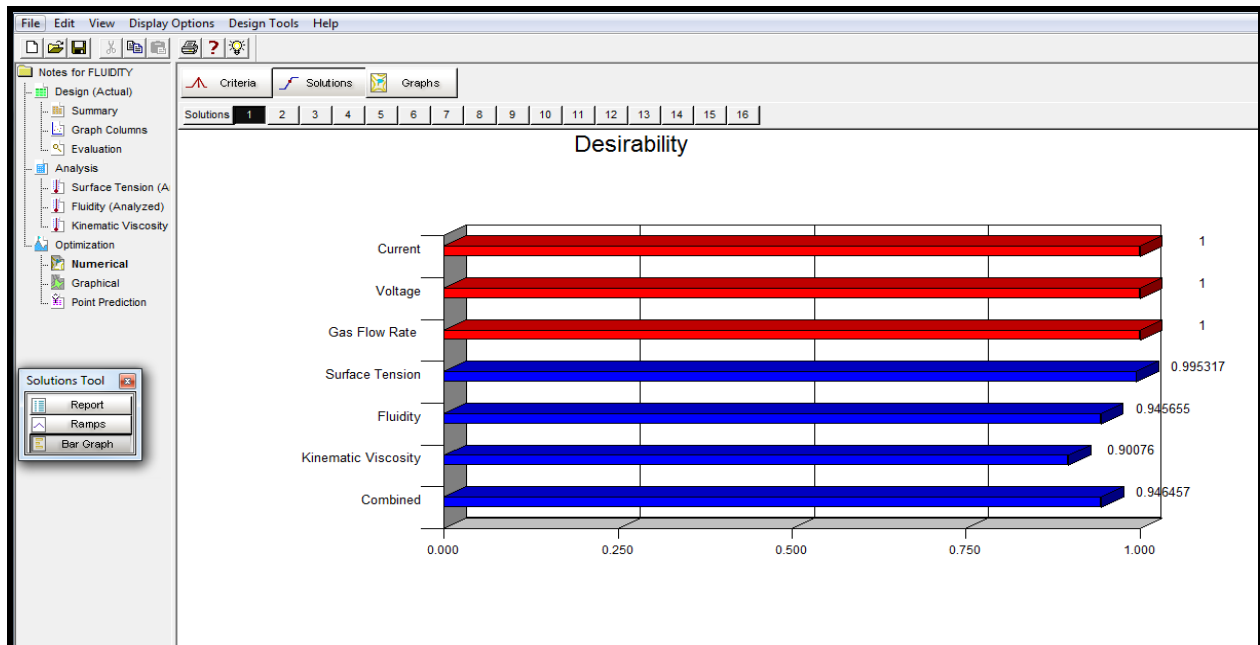 File Edit View Display Options Design Tools Help
Notes for FLUIDITY
Design (Actual)
Summary
Graph Columns
Evaluation
Analysis
Surface Tension (A
Fluidity (Analyzed)
Kinematic Viscosity
Optimization
Numerical
Graphical
Point Prediction
Solutions Tool
Report
Ramps
Bar Graph
Criteria Solutions Graphs
Solutions 1 2 3 4 5 6 7 8 9 10 11 12 13 14 15 16
Desirability
Current 1
Voltage 1
Gas Flow Rate 1
Surface Tension 0.995317
Fluidity 0.945655
Kinematic Viscosity 0.90076
Combined 0.946457
0.000 0.250 0.500 0.750 1.000